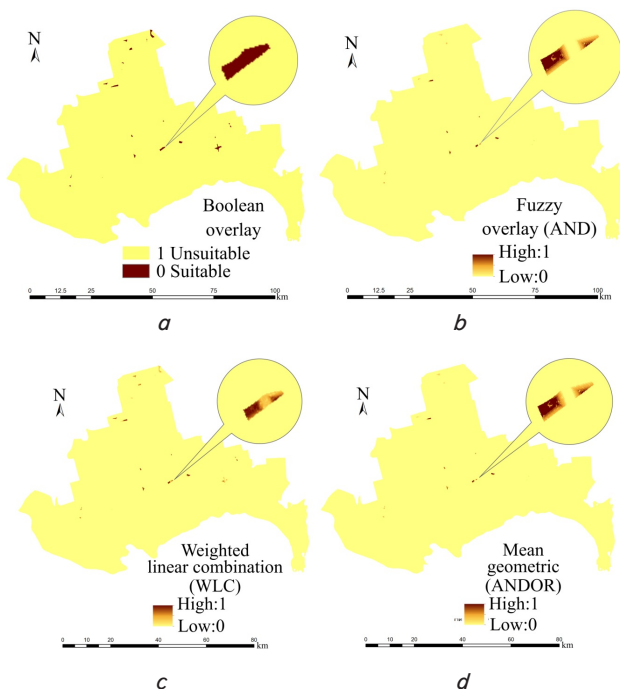 N
Boolean
overlay
1 Unsuitable
0 Suitable
0 12.5 25 50 75 100
km
a
N
Fuzzy
overlay (AND)
High:1
Low:0
0 12.5 25 50 75 100
km
b
N
Weighted
linear combination
(WLC)
High:1
Low:0
0 10 20 40 60 80
km
c
N
Mean
geometric
(ANDOR)
High:1
Low:0
0 10 20 40 60 80
km
d